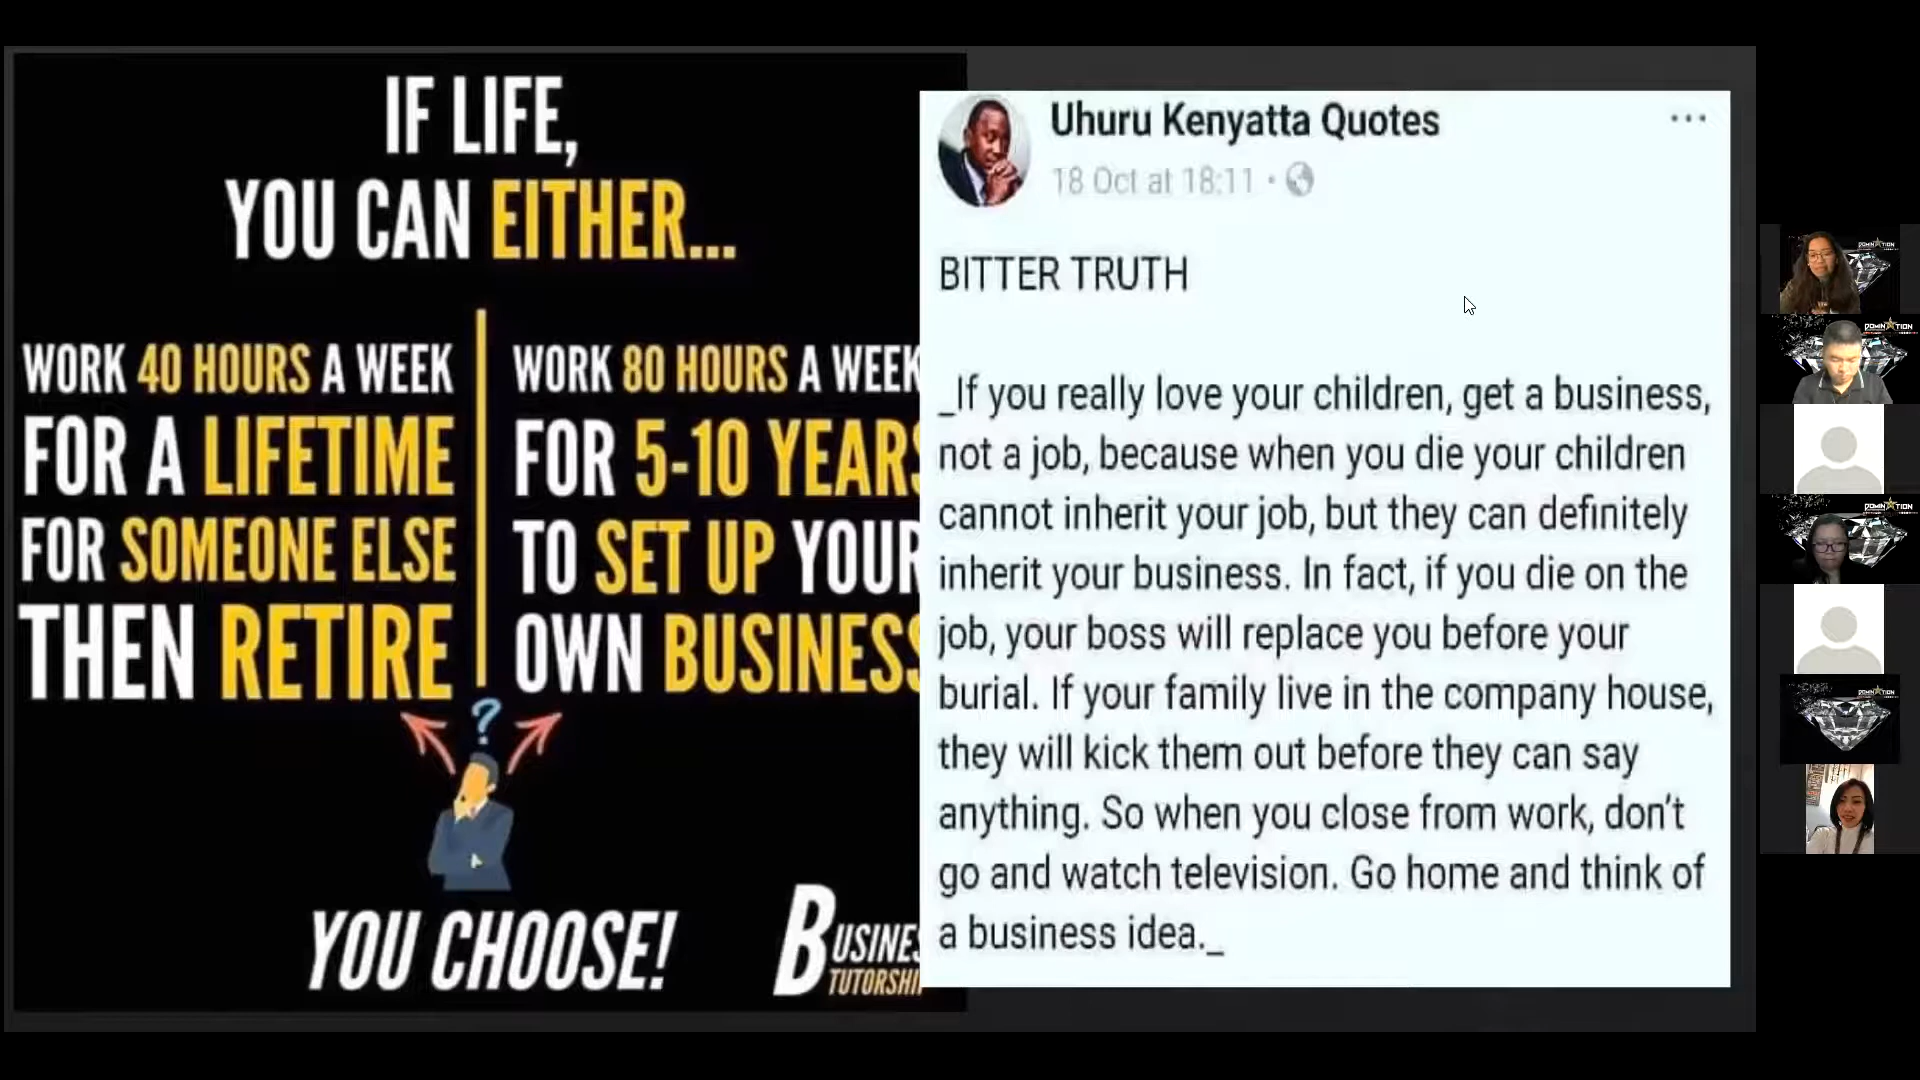 IF LIFE,
YOU CAN EITHER...
WORK 40 HOURS A WEEK
FOR A LIFETIME
FOR SOMEONE ELSE
THEN RETIRE
WORK 80 HOURS A WEEK
FOR 5-10 YEARS
TO SET UP YOUR
OWN BUSINESS
?
YOU CHOOSE!
BUSINES
TUTORSHI
Uhuru Kenyatta Quotes
18 Oct at 18:11 •
BITTER TRUTH
_If you really love your children, get a business,
not a job, because when you die your children
cannot inherit your job, but they can definitely
inherit your business. In fact, if you die on the
job, your boss will replace you before your
burial. If your family live in the company house,
they will kick them out before they can say
anything. So when you close from work, don't
go and watch television. Go home and think of
a business idea._
DOMINATION
DOMINATION
DOMINATION
DOMINATION